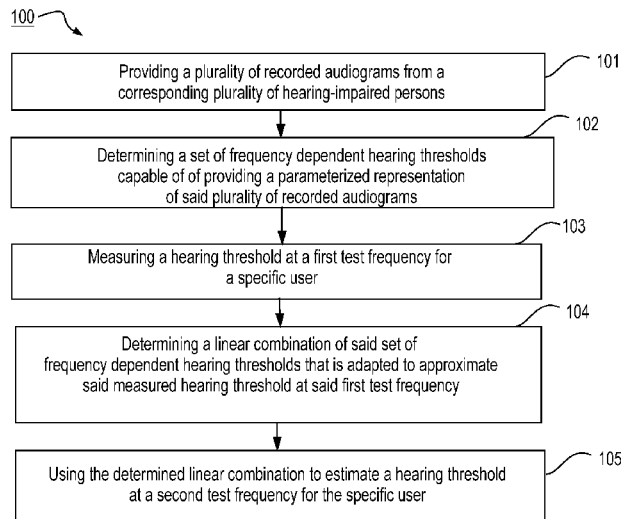 100
Providing a plurality of recorded audiograms from a
corresponding plurality of hearing-impaired persons
101
102
Determining a set of frequency dependent hearing thresholds
capable of of providing a parameterized representation
of said plurality of recorded audiograms
103
Measuring a hearing threshold at a first test frequency for
a specific user
104
Determining a linear combination of said set of
frequency dependent hearing thresholds that is adapted to approximate
said measured hearing threshold at said first test frequency
105
Using the determined linear combination to estimate a hearing threshold
at a second test frequency for the specific user